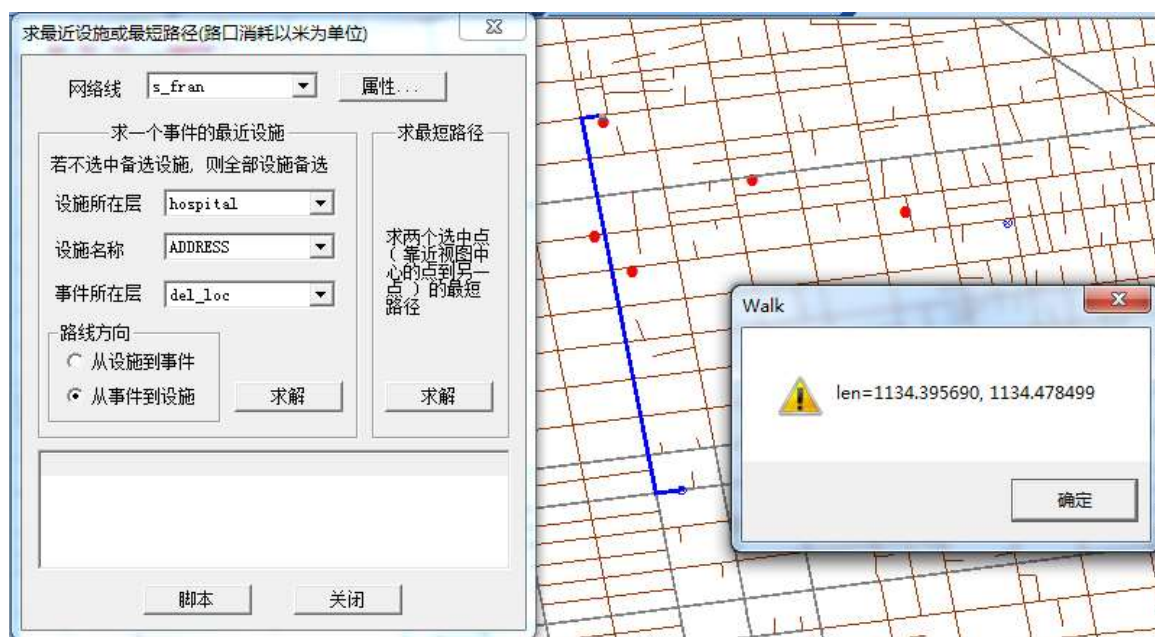 求最近设施或最短路径(路口消耗以米为单位)
网络线 s_fran 属性...
求一个事件的最近设施
若不选中备选设施，则全部设施备选
设施所在层 hospital
设施名称 ADDRESS
事件所在层 del_loc
路线方向
从设施到事件
从事件到设施
求解
求最短路径
求两个选中点
（靠近视图中
心的点到另一
点）的最短
路径
求解
脚本
关闭
Walk
len=1134.395690, 1134.478499
确定